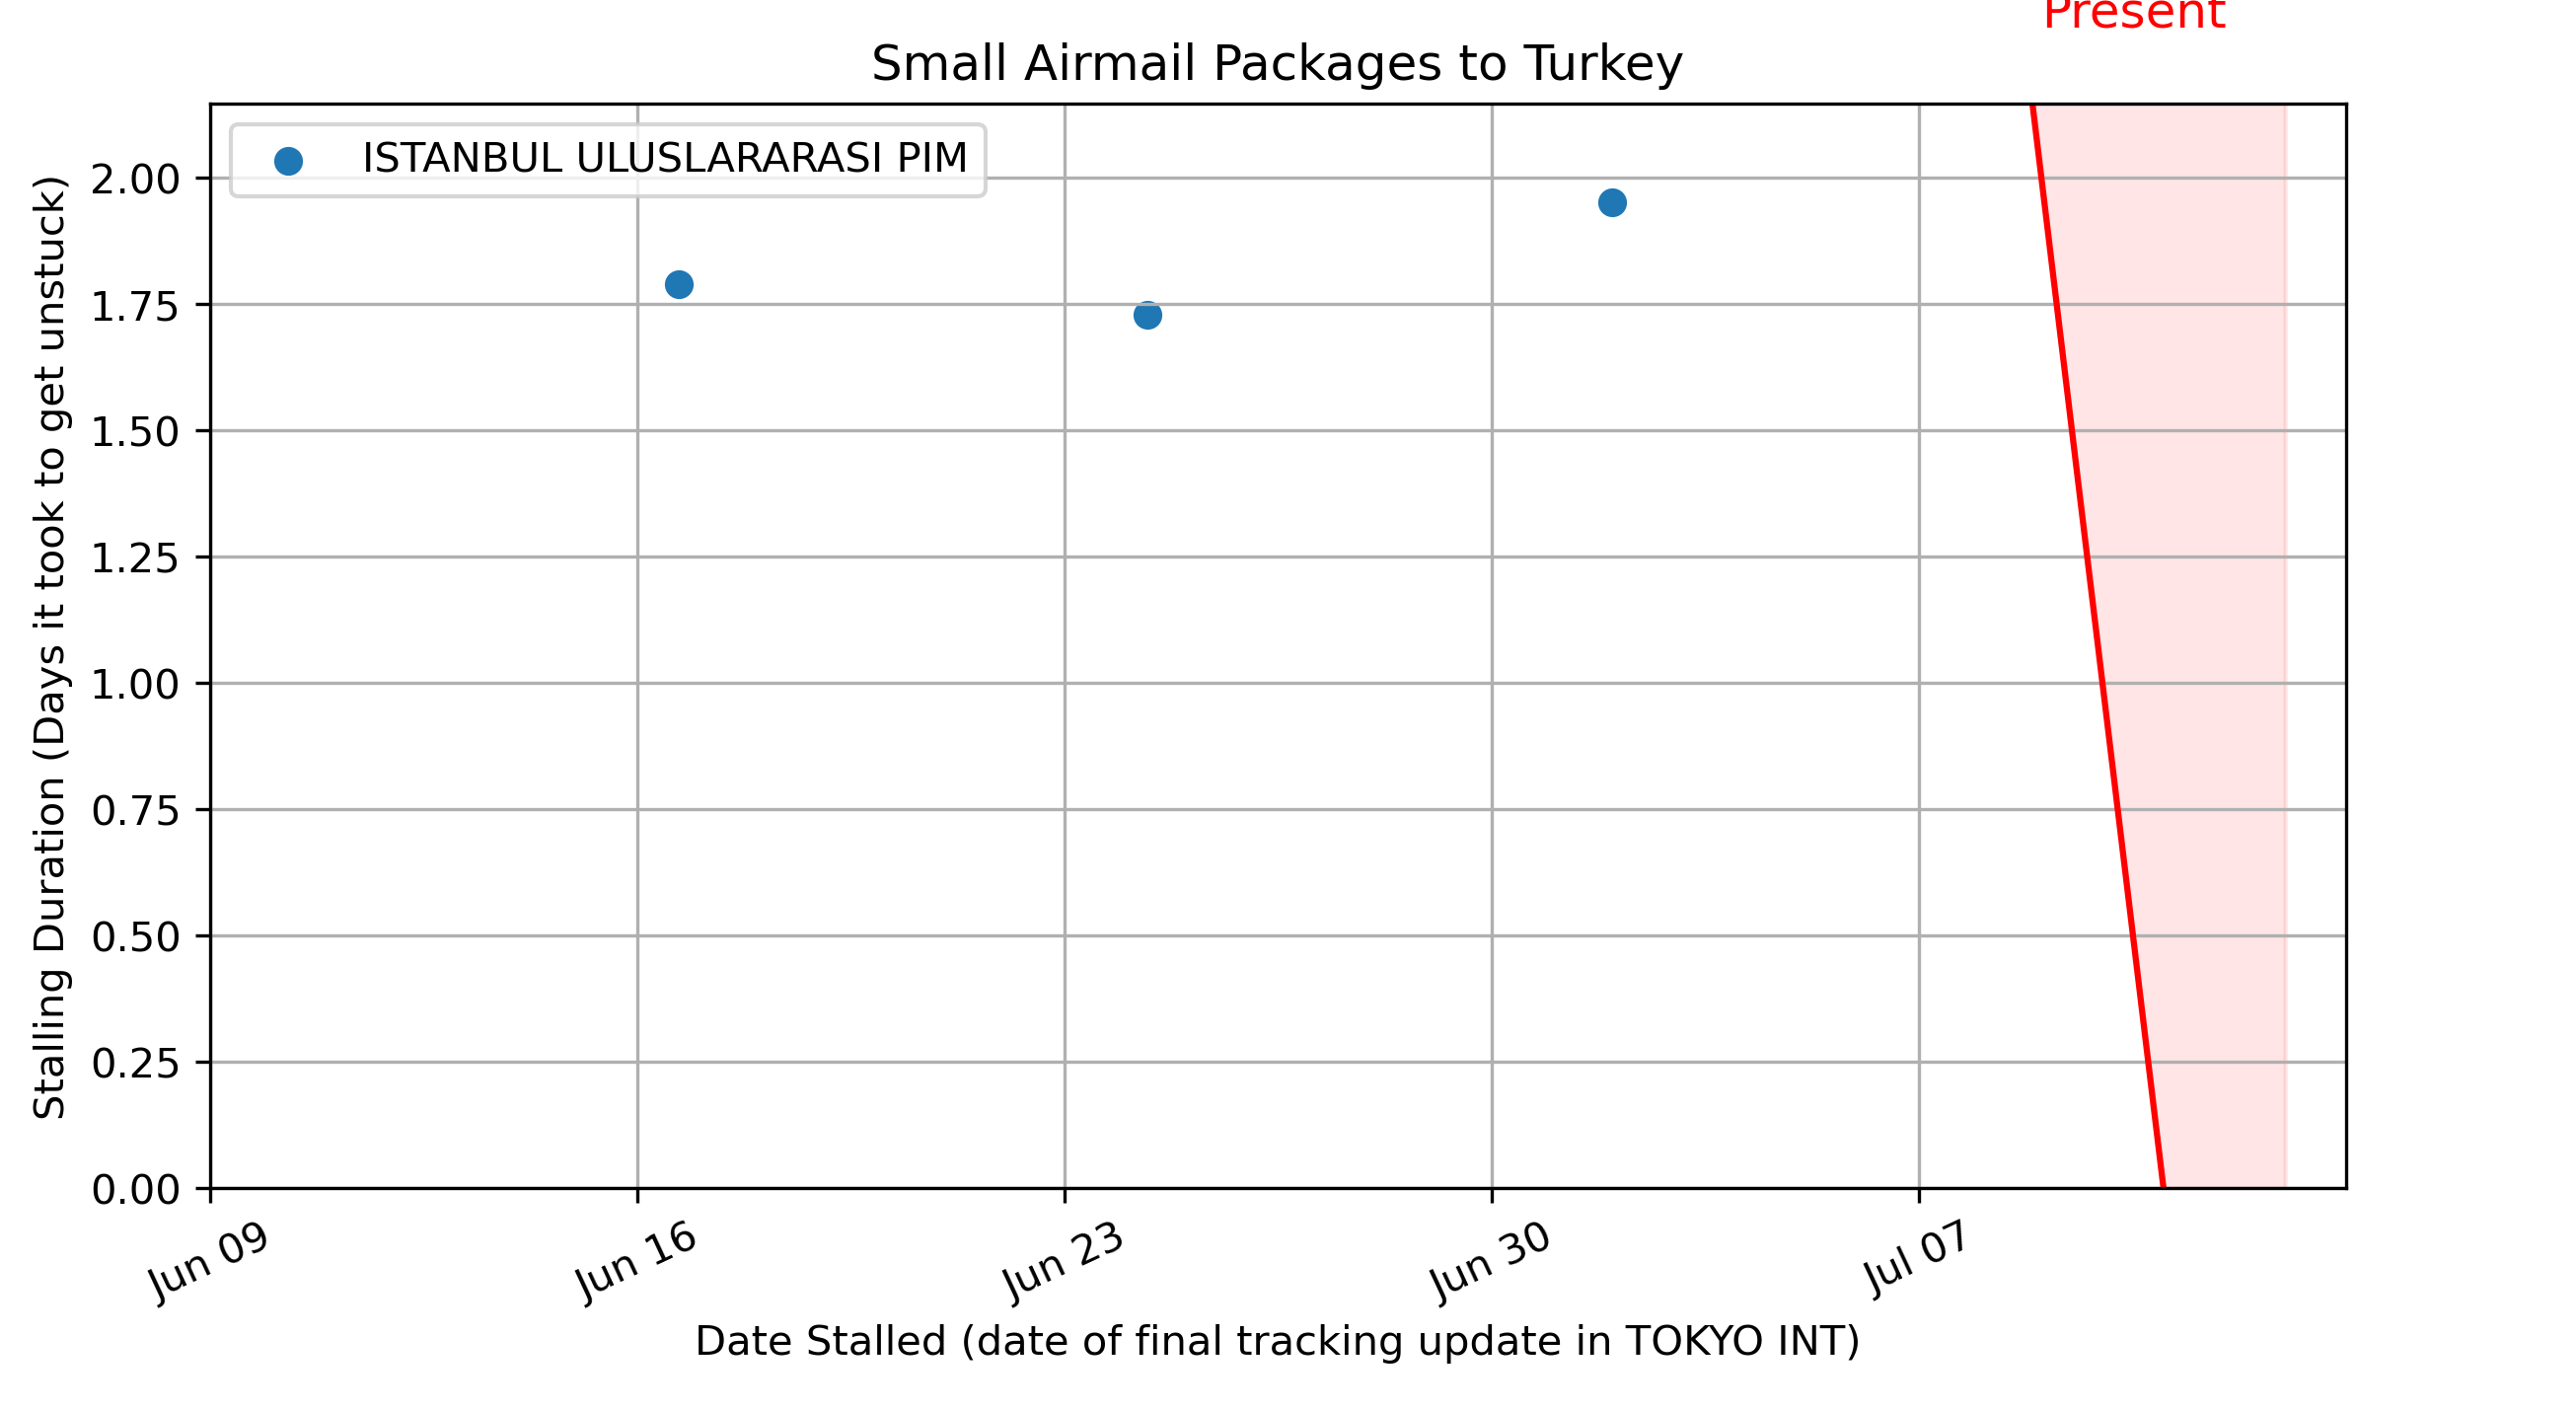 Present
Small Airmail Packages to Turkey
ISTANBUL ULUSLARARASI PIM
Stalling Duration (Days it took to get unstuck)
2.00
1.75
1.50
1.25
1.00
0.75
0.50
0.25
0.00
Jun 09
Jun 16
Jun 23
Jun 30
Jul 07
Date Stalled (date of final tracking update in TOKYO INT)